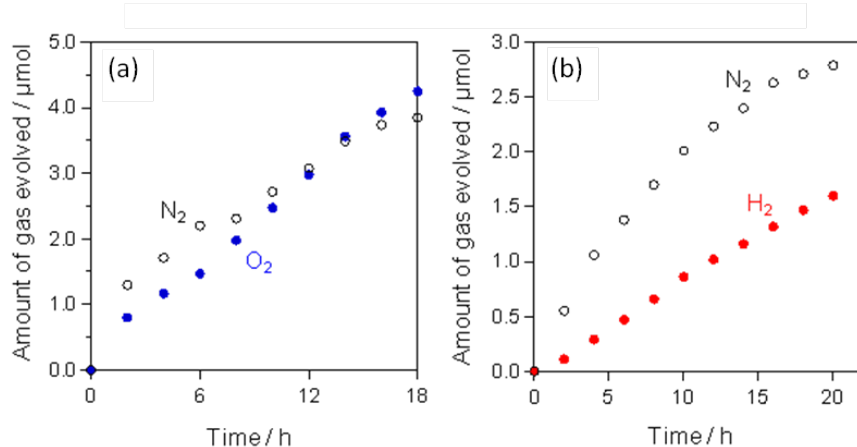 (a)
Amount of gas evolved / μmol
5.0
4.0
3.0
2.0
1.0
0.0
N₂
O₂
0
6
12
18
Time / h
(b)
Amount of gas evolved / μmol
3.0
2.5
2.0
1.5
1.0
0.5
0.0
N₂
H₂
0
5
10
15
20
Time / h